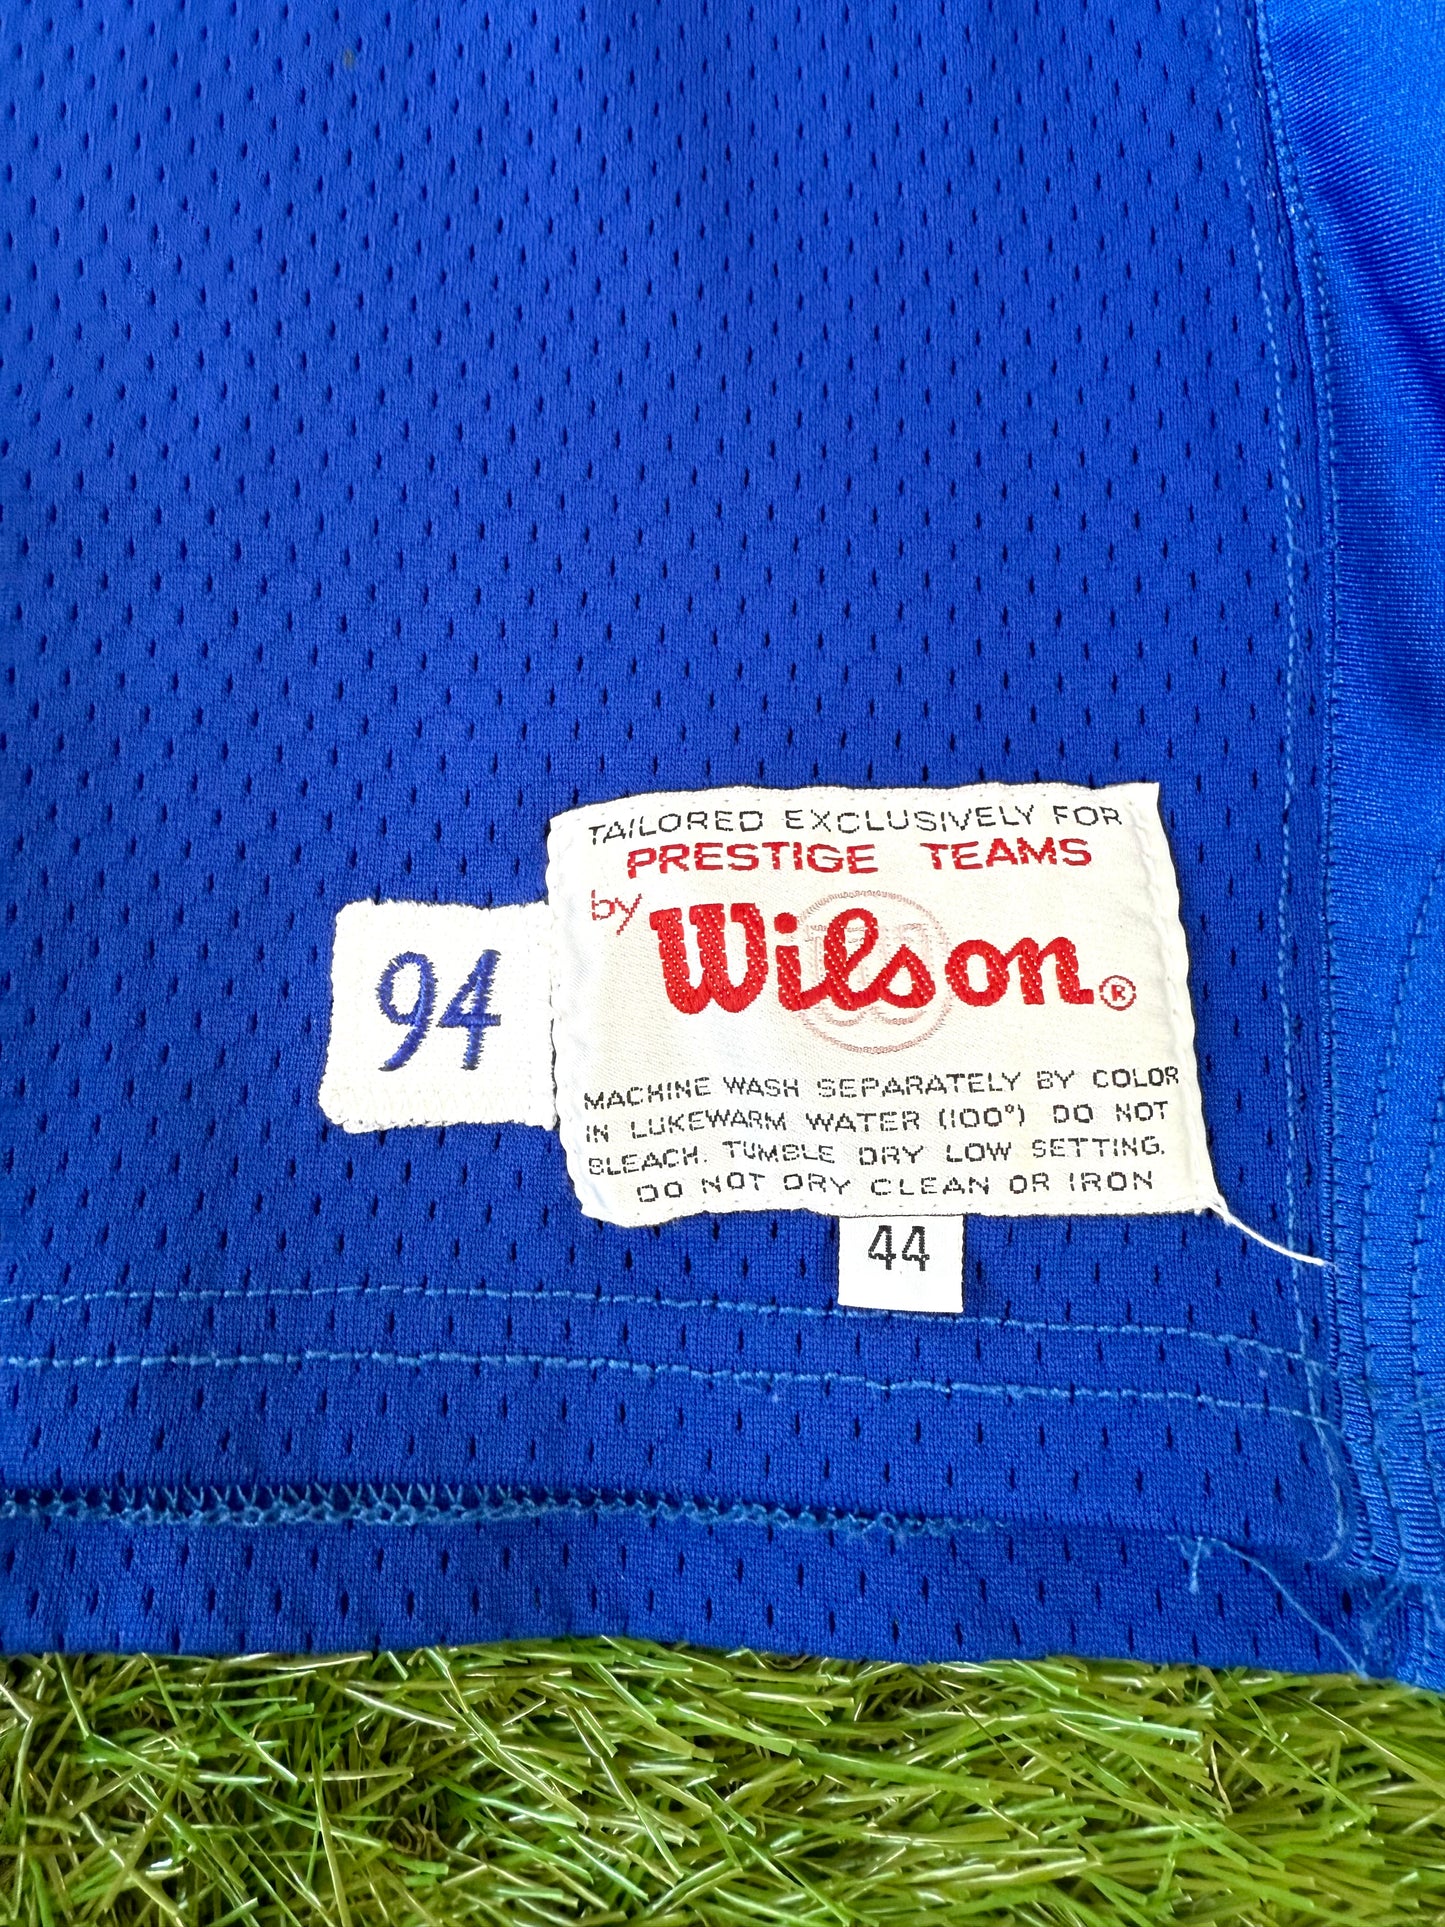 TAILORED EXCLUSIVELY FOR
PRESTIGE TEAMS
by Wilson®
94
MACHINE WASH SEPARATELY BY COLOR
IN LUKEWARM WATER (100°) DO NOT
BLEACH. TUMBLE DRY LOW SETTING.
DO NOT DRY CLEAN OR IRON
44